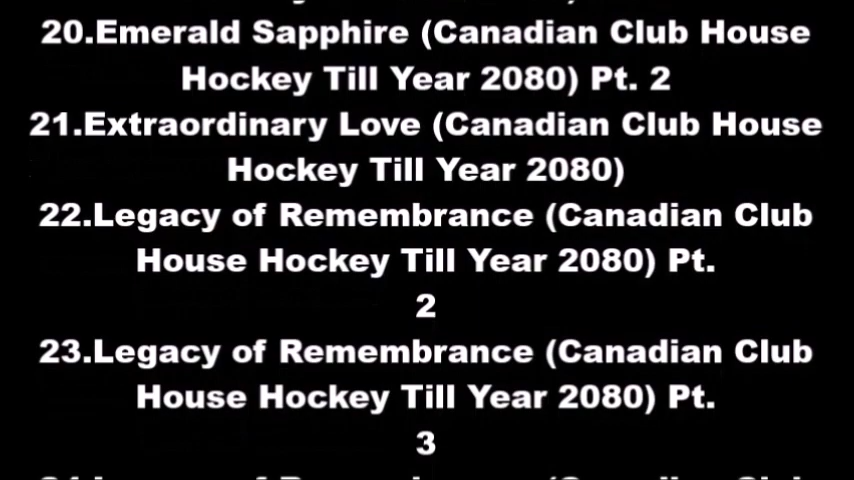 20.Emerald Sapphire (Canadian Club House
Hockey Till Year 2080) Pt. 2
21.Extraordinary Love (Canadian Club House
Hockey Till Year 2080)
22.Legacy of Remembrance (Canadian Club
House Hockey Till Year 2080) Pt.
2
23.Legacy of Remembrance (Canadian Club
House Hockey Till Year 2080) Pt.
3